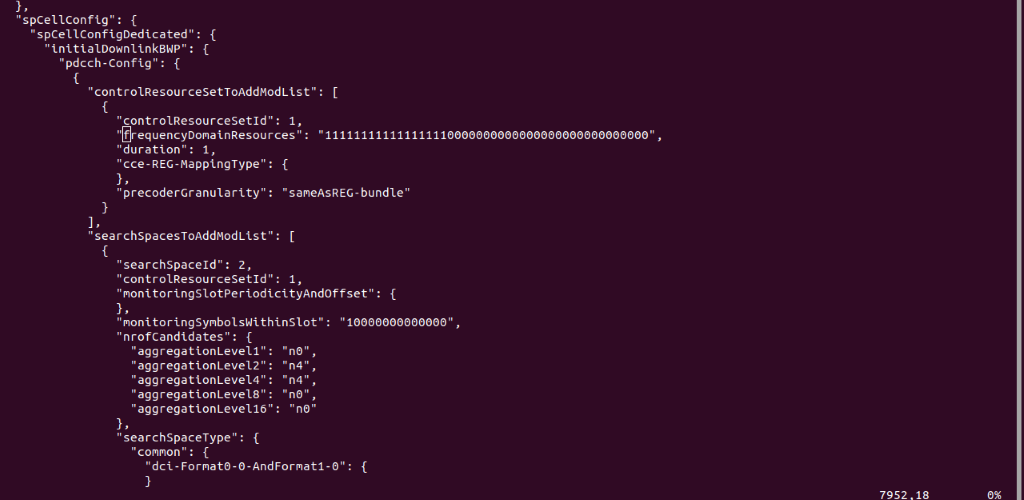 },
"spCellConfig": {
"spCellConfigDedicated": {
"initialDownlinkBWP": {
"pdcch-Config": {
{
"controlResourceSetToAddModList": [
{
"controlResourceSetId": 1,
"frequencyDomainResources": "111111111111111111000000000000000000000000000",
"duration": 1,
"cce-REG-MappingType": {
},
"precoderGranularity": "sameAsREG-bundle"
}
],
"searchSpacesToAddModList": [
{
"searchSpaceId": 2,
"controlResourceSetId": 1,
"monitoringSlotPeriodicityAndOffset": {
},
"monitoringSymbolsWithinSlot": "10000000000000",
"nrofCandidates": {
"aggregationLevel1": "n0",
"aggregationLevel2": "n4",
"aggregationLevel4": "n4",
"aggregationLevel8": "n0",
"aggregationLevel16": "n0"
},
"searchSpaceType": {
"common": {
"dci-Format0-0-AndFormat1-0": {
}
7952,18 0%